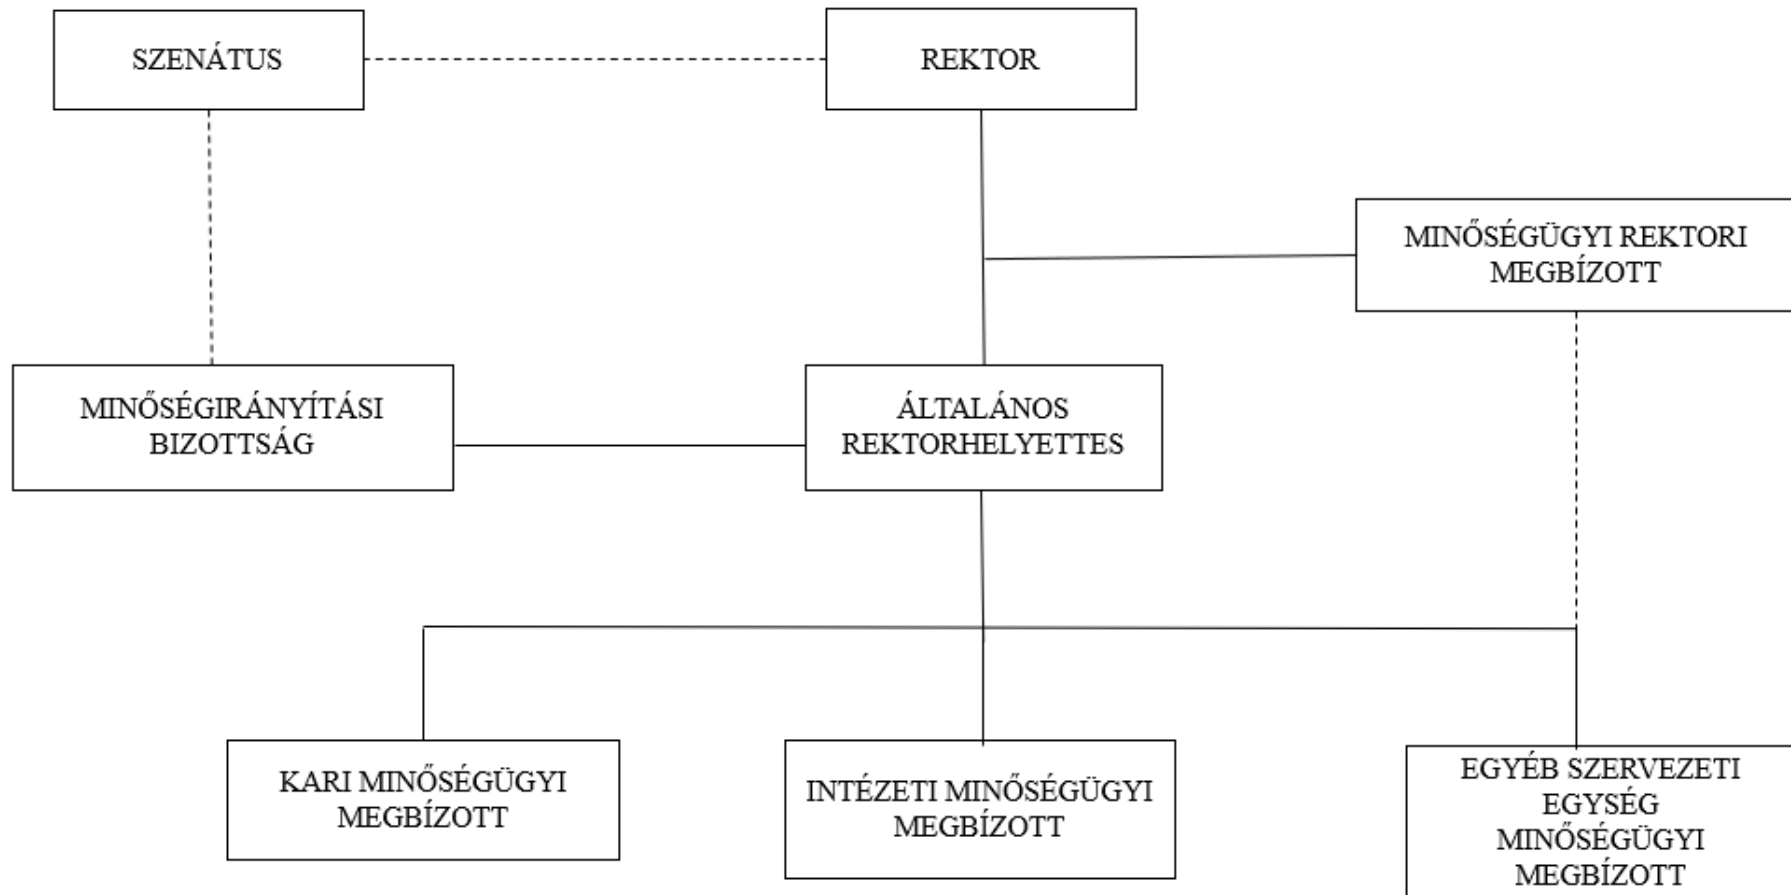 SZENÁTUS
REKTOR
MINŐSÉGÜGYI REKTORI
MEGBÍZOTT
MINŐSÉGIRÁNYÍTÁSI
BIZOTTSÁG
ÁLTALÁNOS
REKTORHELYETTES
KARI MINŐSÉGÜGYI
MEGBÍZOTT
INTÉZETI MINŐSÉGÜGYI
MEGBÍZOTT
EGYÉB SZERVEZETI
EGYSÉG
MINŐSÉGÜGYI
MEGBÍZOTT